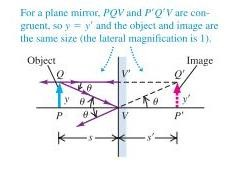 For a plane mirror, PQV and P'Q'V are con-
gruent, so y = y' and the object and image are
the same size (the lateral magnification is 1).
Object Image
Q V' Q'
θ
y θ θ y'
θ
P V P'
s s'